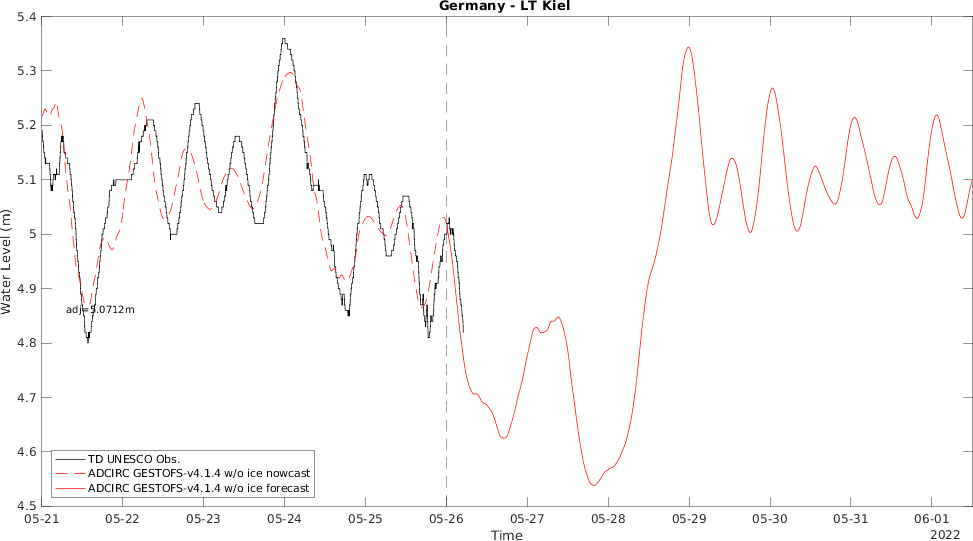 Germany - LT Kiel
5.4
5.3
5.2
5.1
5
4.9
4.8
4.7
4.6
4.5
Water Level (m)
adj=5.0712m
TD UNESCO Obs.
ADCIRC GESTOFS-v4.1.4 w/o ice nowcast
ADCIRC GESTOFS-v4.1.4 w/o ice forecast
05-21 05-22 05-23 05-24 05-25 05-26 05-27 05-28 05-29 05-30 05-31 06-01
Time
2022